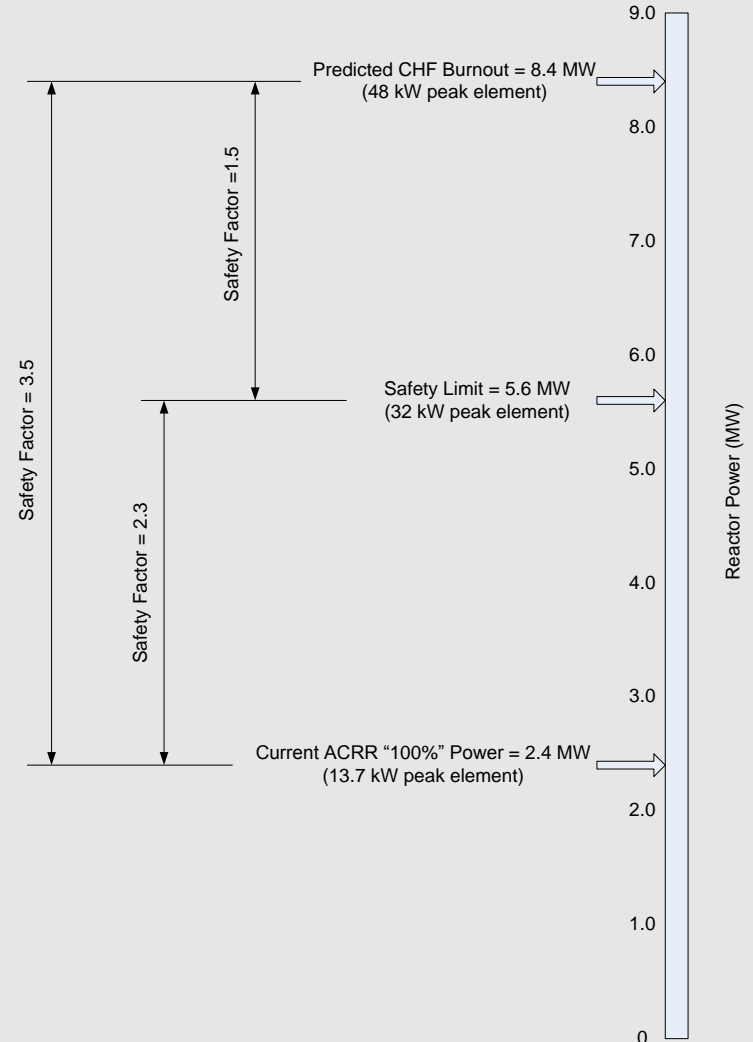 9.0
Predicted CHF Burnout = 8.4 MW
(48 kW peak element)
8.0
Safety Factor =1.5
7.0
6.0
Safety Factor = 3.5
Safety Limit = 5.6 MW
(32 kW peak element)
Reactor Power (MW)
5.0
Safety Factor = 2.3
4.0
3.0
Current ACRR “100%” Power = 2.4 MW
(13.7 kW peak element)
2.0
1.0
0